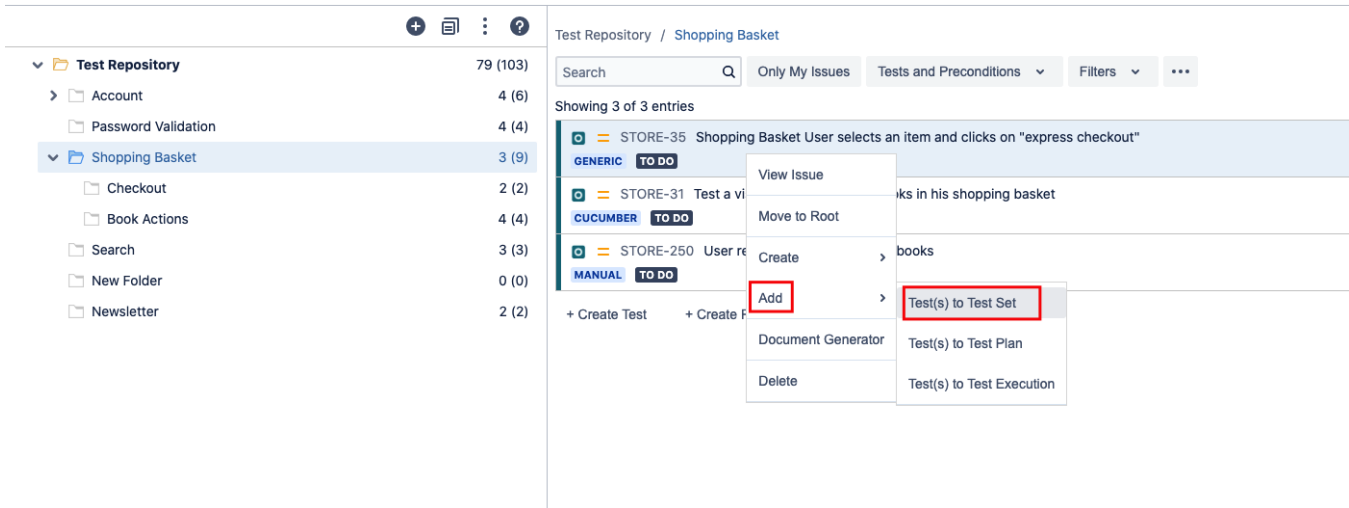 Test Repository 79 (103)
Account 4 (6)
Password Validation 4 (4)
Shopping Basket 3 (9)
Checkout 2 (2)
Book Actions 4 (4)
Search 3 (3)
New Folder 0 (0)
Newsletter 2 (2)
Test Repository / Shopping Basket
Search Only My Issues Tests and Preconditions Filters
Showing 3 of 3 entries
STORE-35 Shopping Basket User selects an item and clicks on "express checkout"
GENERIC TO DO
STORE-31 Test a in his shopping basket
CUCUMBER TO DO
STORE-250 User books
MANUAL TO DO
+ Create Test + Create
View Issue
Move to Root
Create
Add
Document Generator
Delete
Test(s) to Test Set
Test(s) to Test Plan
Test(s) to Test Execution